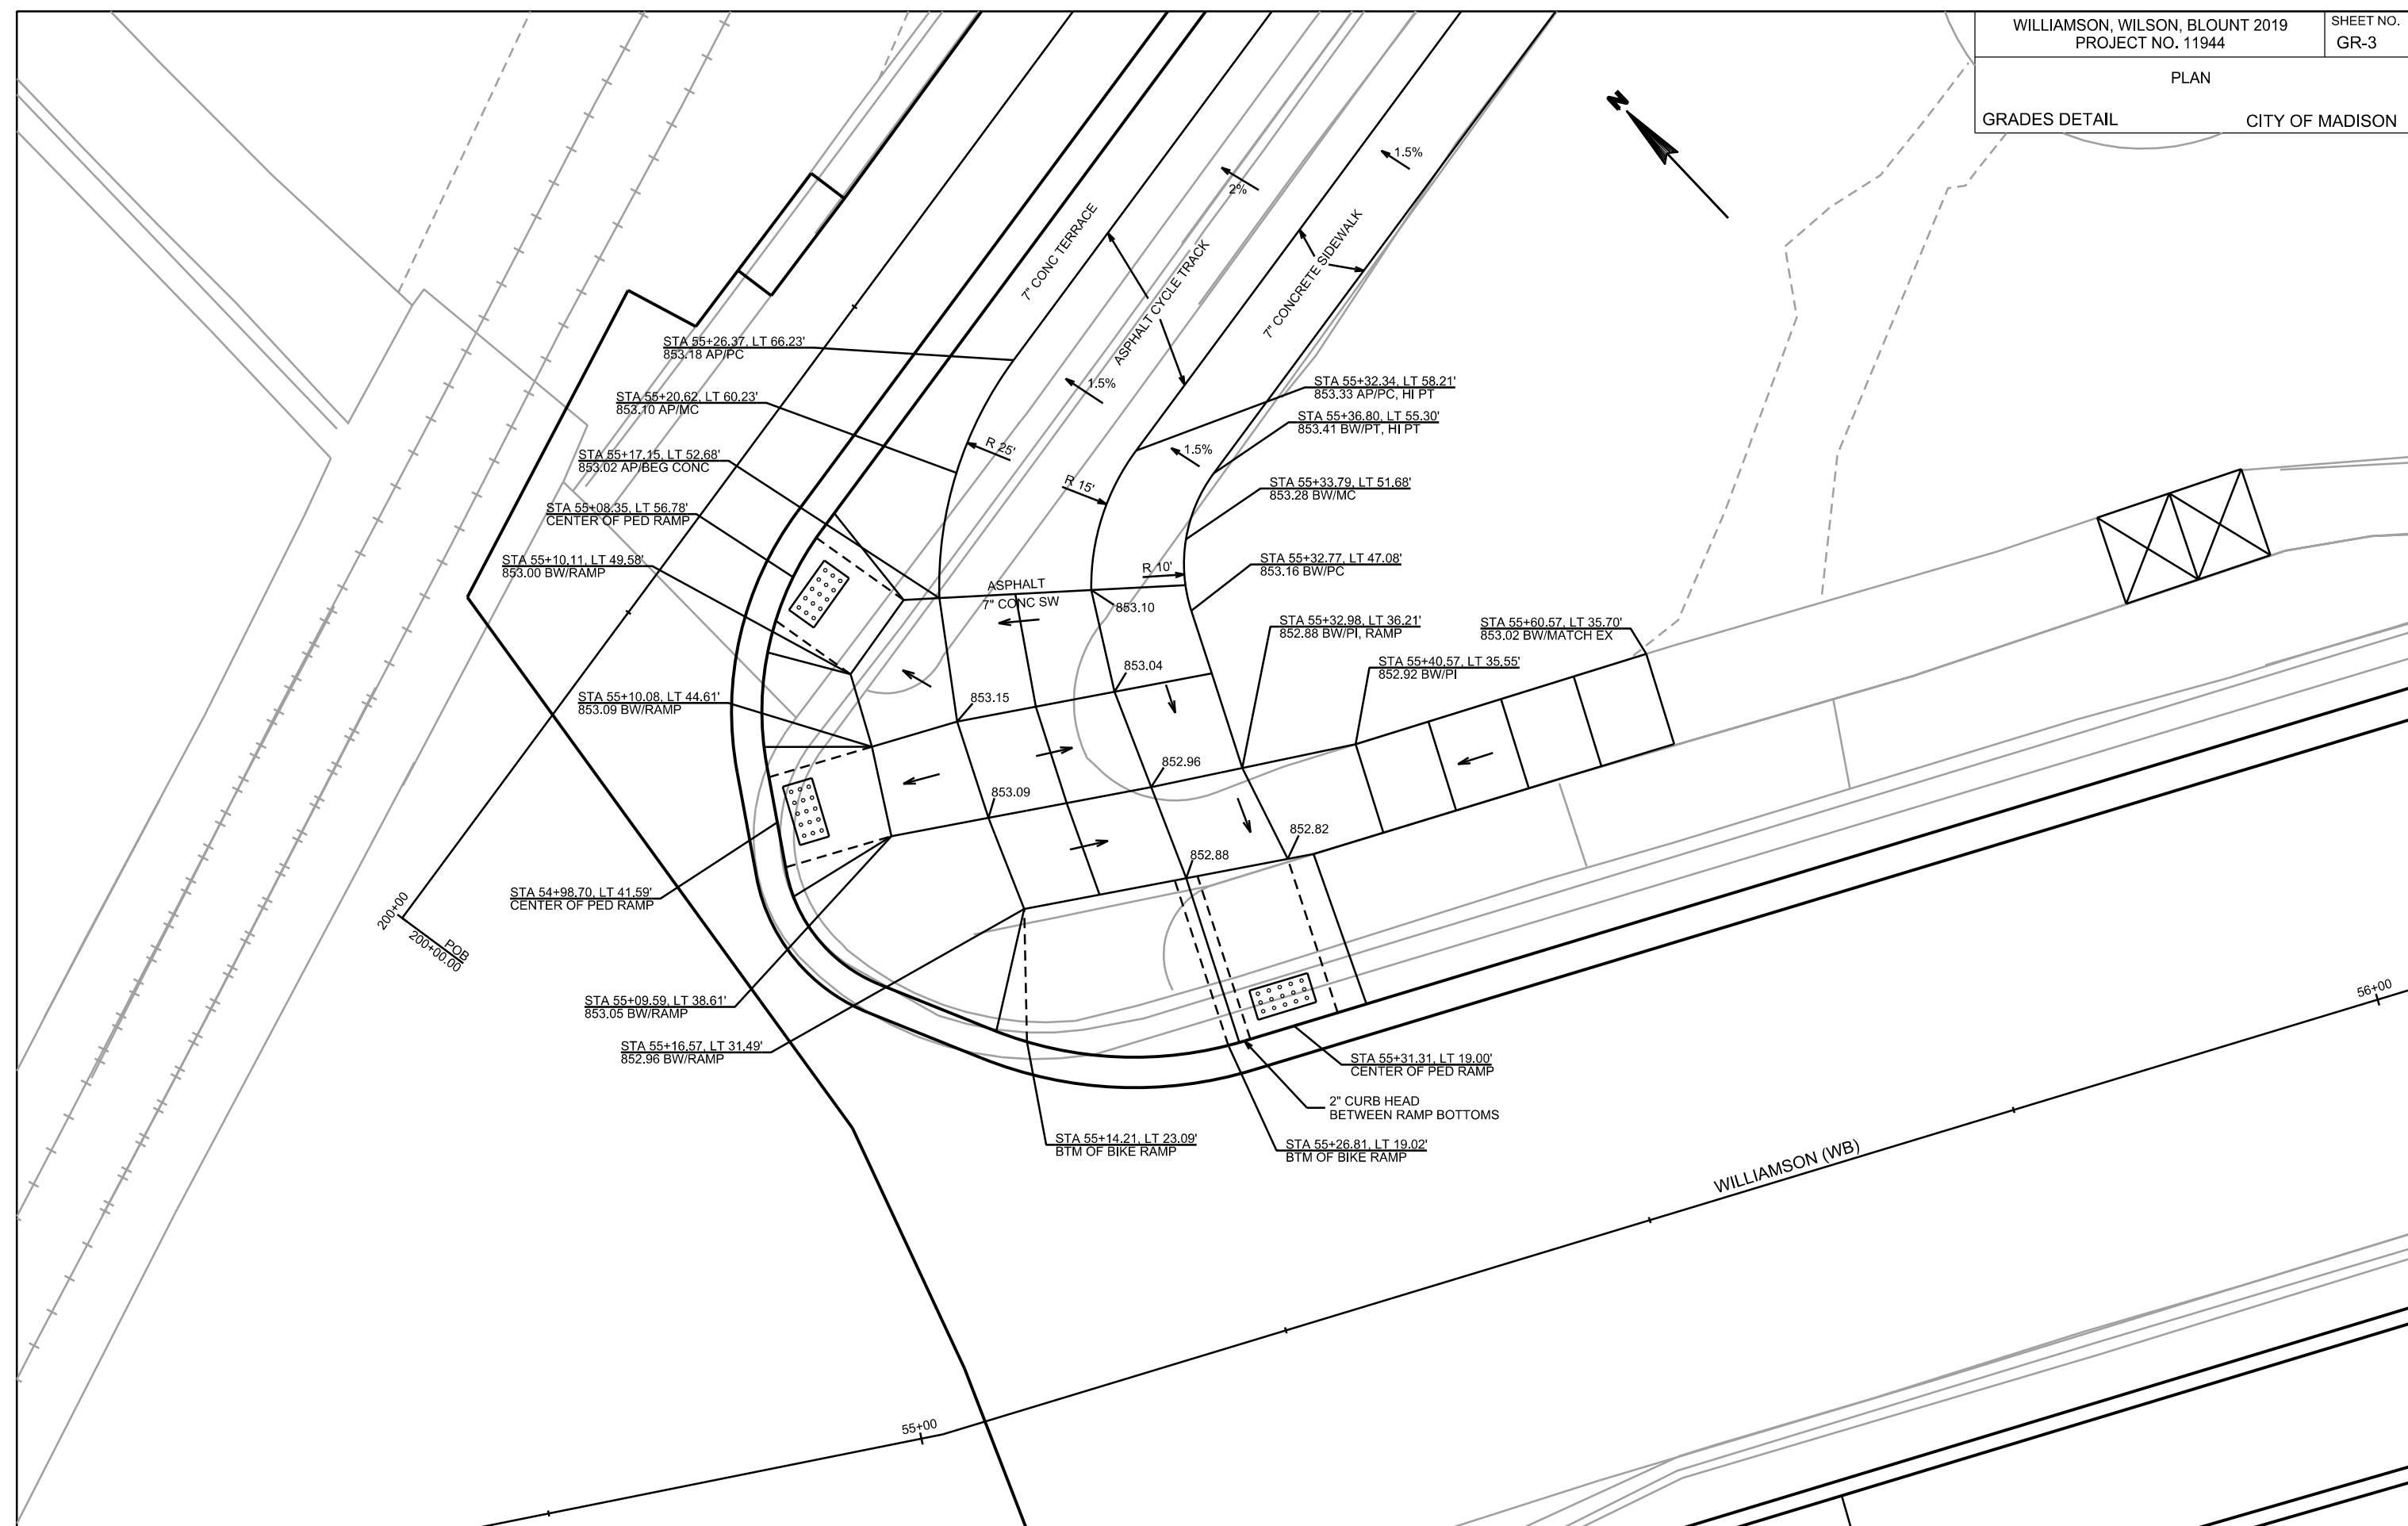 WILLIAMSON, WILSON, BLOUNT 2019
PROJECT NO. 11944
SHEET NO.
GR-3
PLAN
GRADES DETAIL
CITY OF MADISON
N
1.5%
2%
7" CONC TERRACE
ASPHALT CYCLE TRACK
7" CONCRETE SIDEWALK
STA 55+26.37, LT 66.23'
853.18 AP/PC
1.5%
STA 55+32.34, LT 58.21'
853.33 AP/PC, HI PT
STA 55+20.62, LT 60.23'
853.10 AP/MC
STA 55+36.80, LT 55.30'
853.41 BW/PT, HI PT
R 25'
1.5%
STA 55+17.15, LT 52.68'
853.02 AP/BEG CONC
R 15'
STA 55+33.79, LT 51.68'
853.28 BW/MC
STA 55+08.35, LT 56.78'
CENTER OF PED RAMP
STA 55+10.11, LT 49.58'
853.00 BW/RAMP
STA 55+32.77, LT 47.08'
853.16 BW/PC
R 10'
ASPHALT
7" CONC SW
853.10
STA 55+32.98, LT 36.21'
852.88 BW/PI, RAMP
STA 55+60.57, LT 35.70'
853.02 BW/MATCH EX
STA 55+40.57, LT 35.55'
852.92 BW/PI
853.04
STA 55+10.08, LT 44.61'
853.09 BW/RAMP
853.15
852.96
853.09
852.82
852.88
STA 54+98.70, LT 41.59'
CENTER OF PED RAMP
200+00
POB
200+00.00
STA 55+09.59, LT 38.61'
853.05 BW/RAMP
56+00
STA 55+16.57, LT 31.49'
852.96 BW/RAMP
STA 55+31.31, LT 19.00'
CENTER OF PED RAMP
2" CURB HEAD
BETWEEN RAMP BOTTOMS
STA 55+14.21, LT 23.09'
BTM OF BIKE RAMP
STA 55+26.81, LT 19.02'
BTM OF BIKE RAMP
WILLIAMSON (WB)
55+00